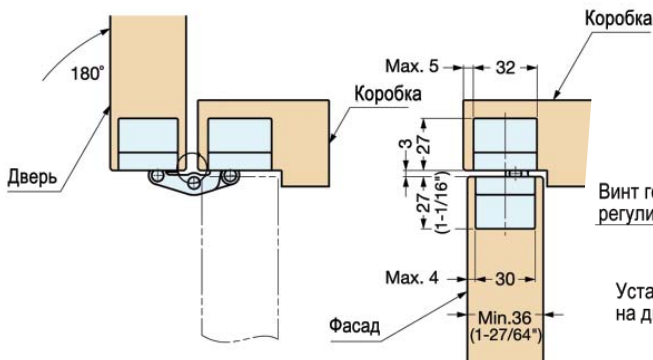 180°
Дверь
Коробка
Коробка
Max. 5
32
3
27
27
(1-1/16")
Max. 4
30
Min.36
(1-27/64")
Фасад
Винт
регули
Уста
на